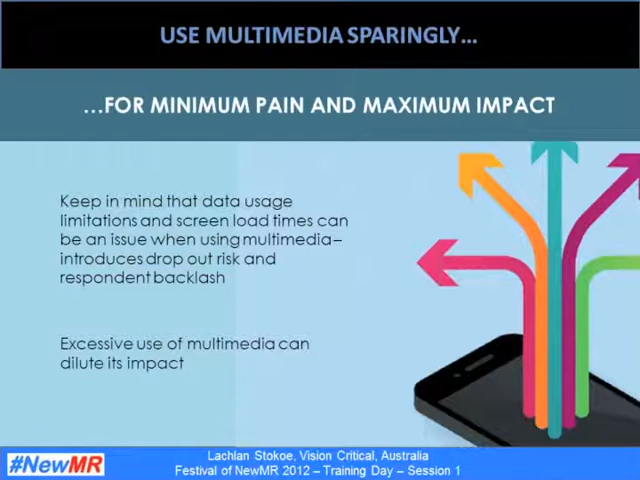 USE MULTIMEDIA SPARINGLY...
...FOR MINIMUM PAIN AND MAXIMUM IMPACT
Keep in mind that data usage
limitations and screen load times can
be an issue when using multimedia–
introduces drop out risk and
respondent backlash
Excessive use of multimedia can
dilute its impact
#NewMR
Lachlan Stokoe, Vision Critical, Australia
Festival of NewMR 2012 – Training Day – Session 1